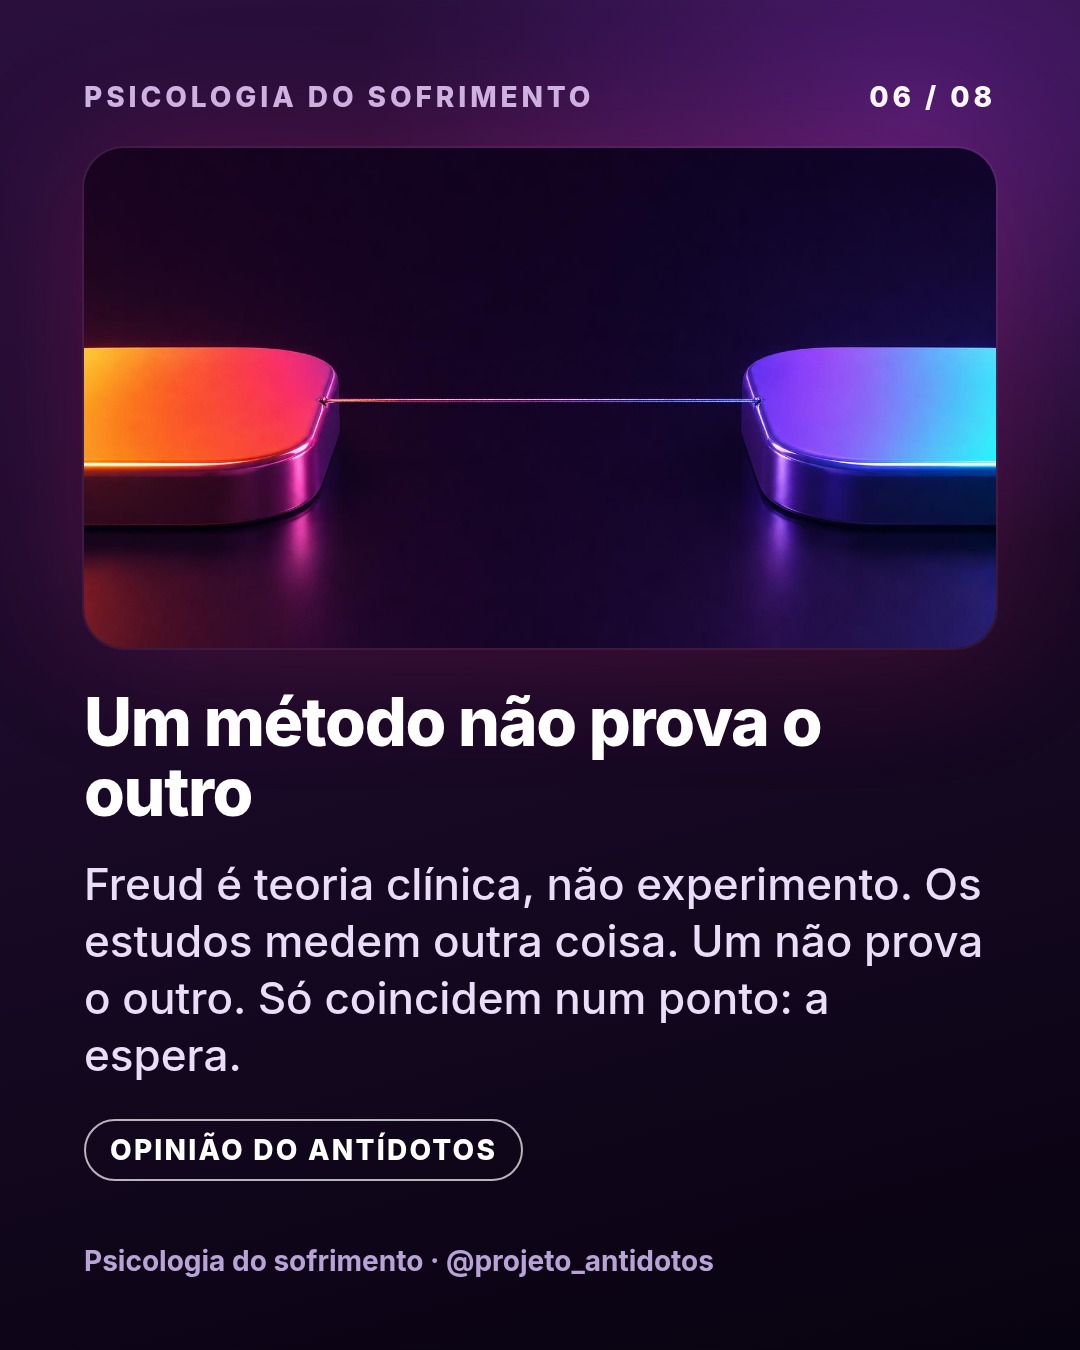 PSICOLOGIA DO SOFRIMENTO
06 / 08
Um método não prova o
outro
Freud é teoria clínica, não experimento. Os
estudos medem outra coisa. Um não prova
o outro. Só coincidem num ponto: a
espera.
OPINIÃO DO ANTÍDOTOS
Psicologia do sofrimento · @projeto_antidotos